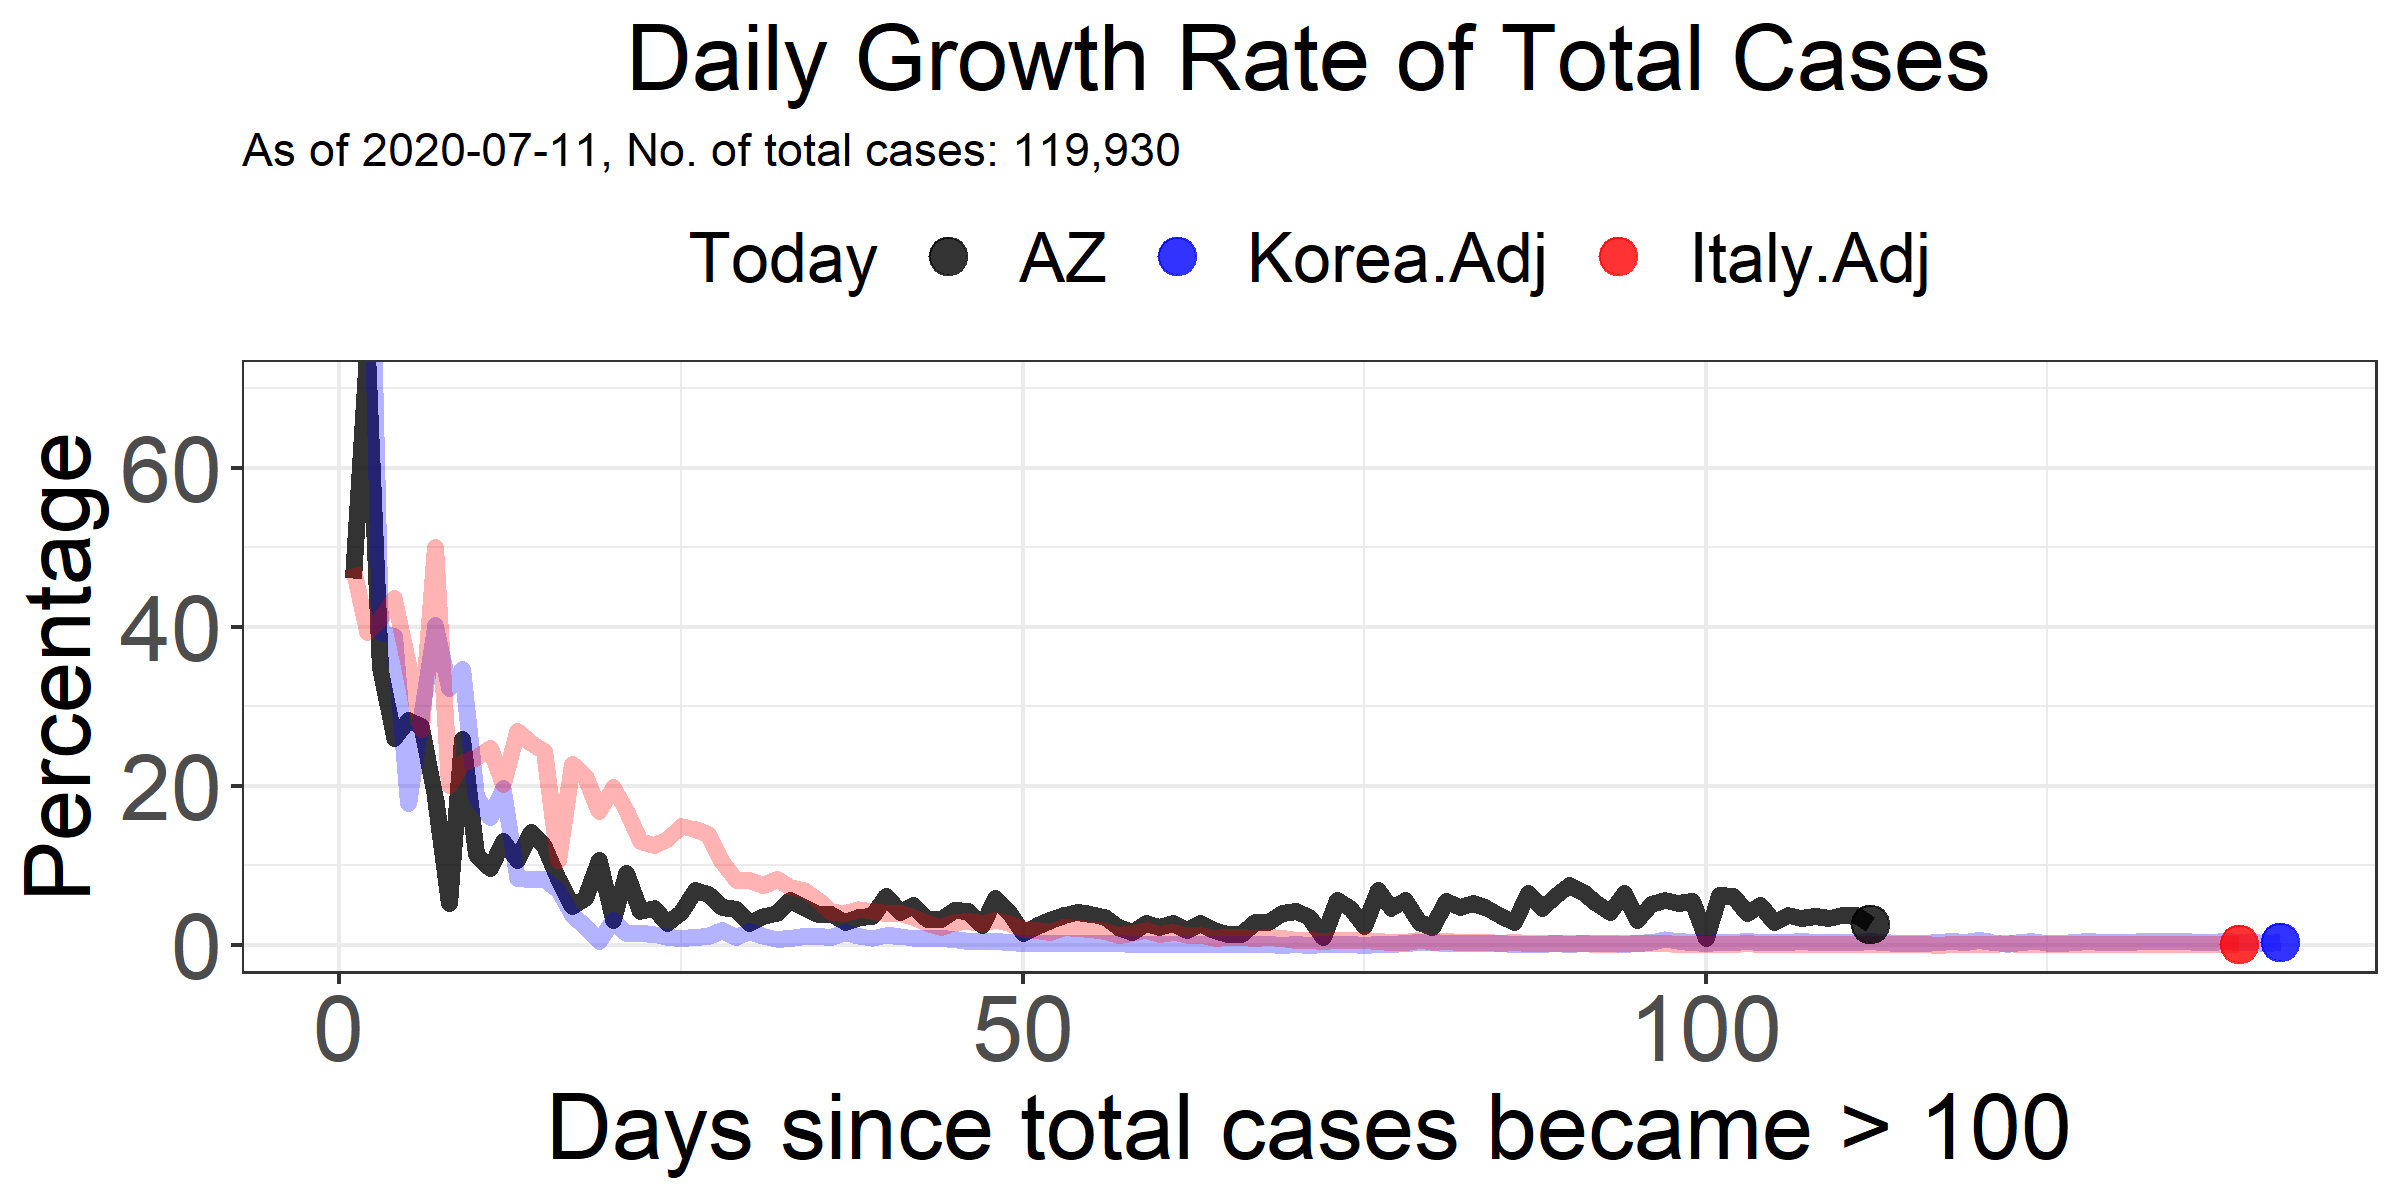 Daily Growth Rate of Total Cases
As of 2020-07-11, No. of total cases: 119,930
Today AZ Korea.Adj Italy.Adj
Percentage
60
40
20
0
0 50 100
Days since total cases became > 100